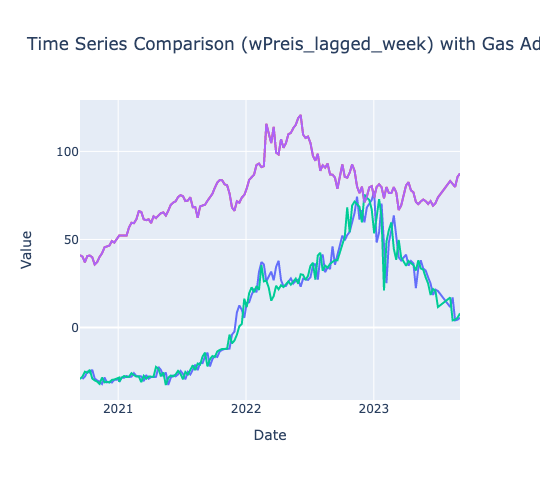 Time Series Comparison (wPreis_lagged_week) with Gas Ad
100
50
0
Value
2021
2022
2023
Date